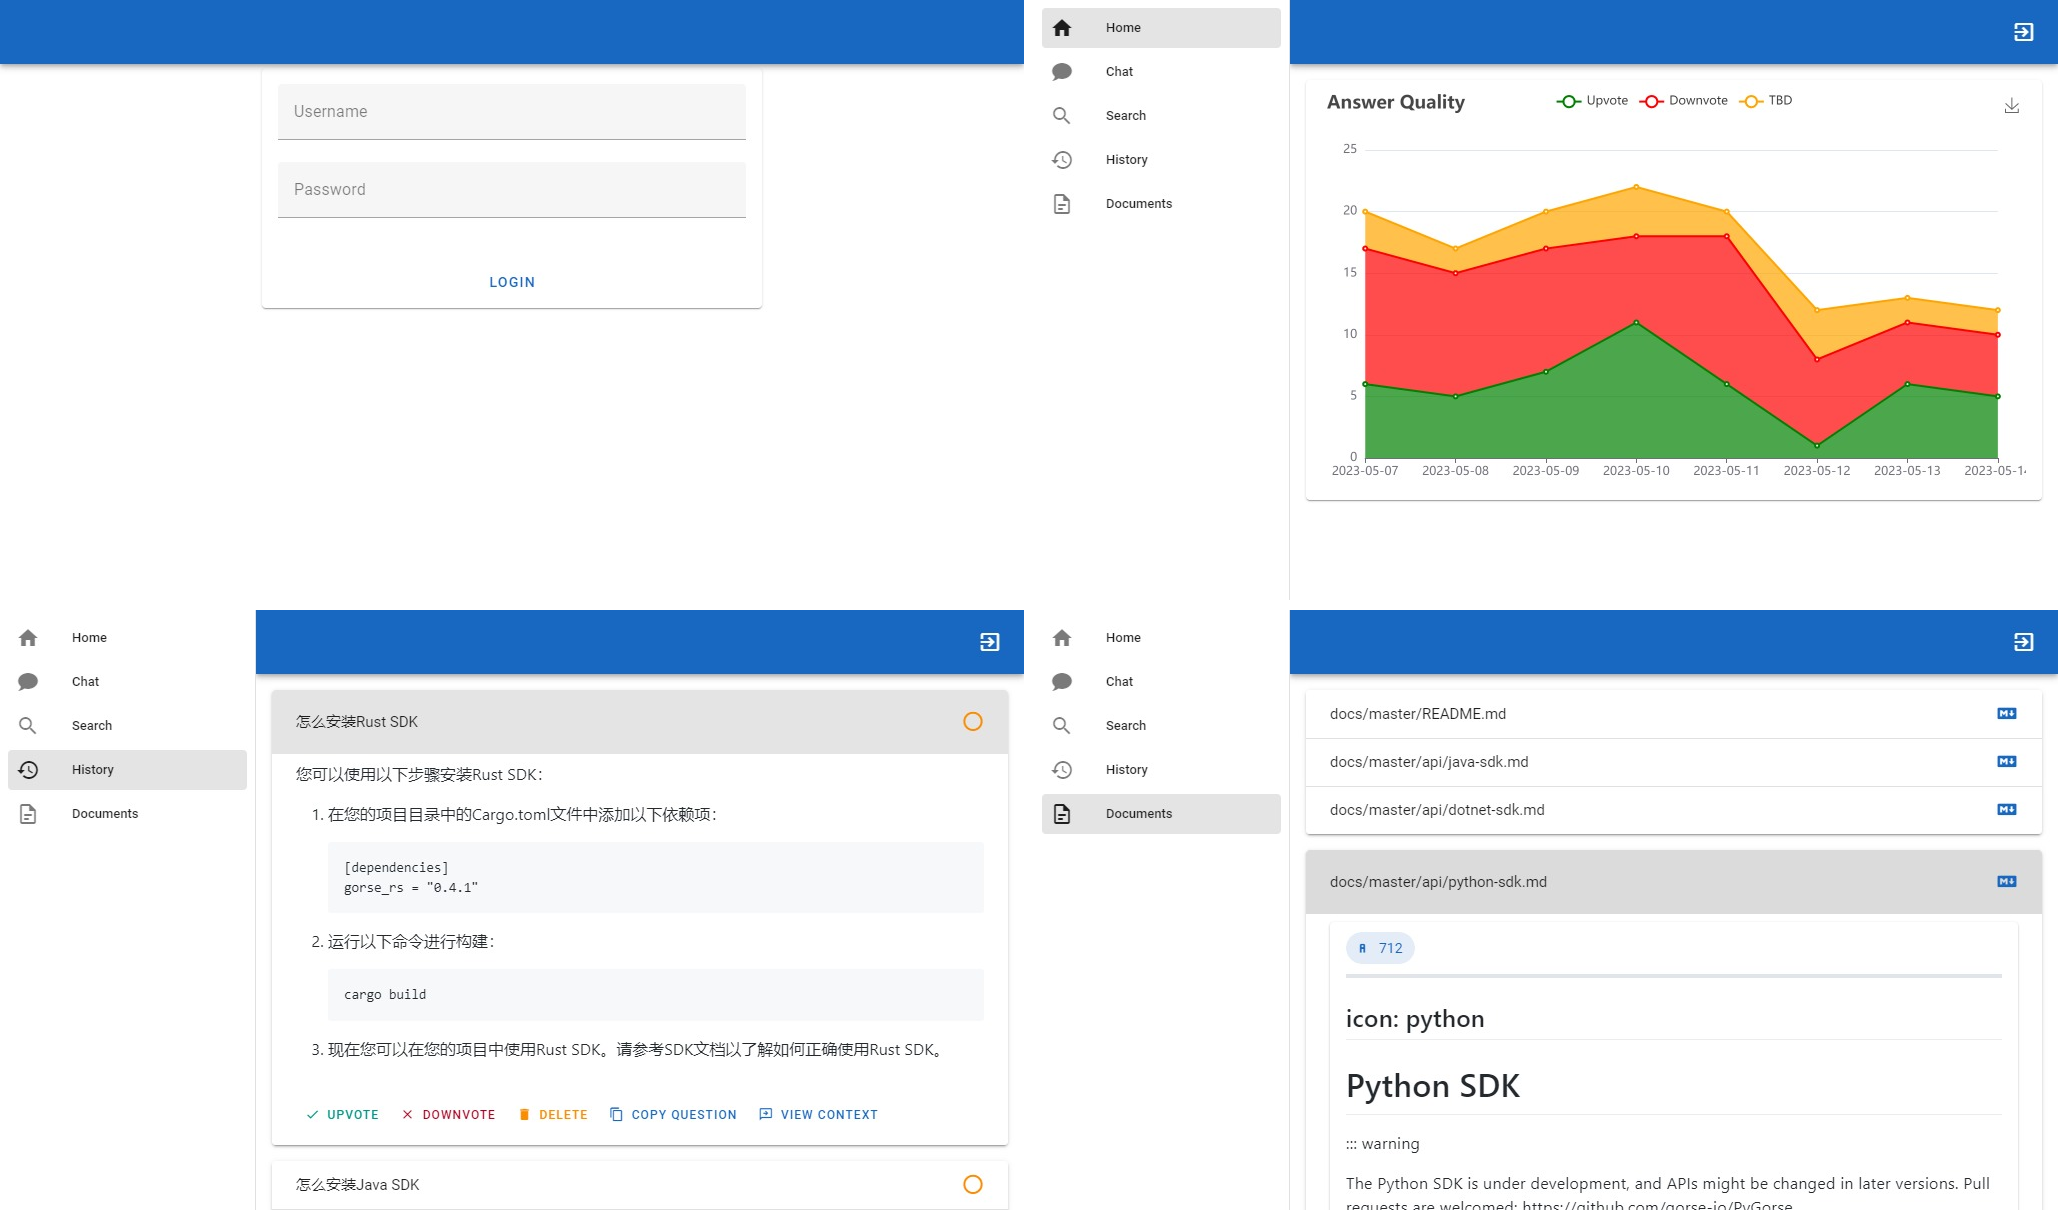 Username
Password
LOGIN
Home
Chat
Search
History
Documents
Answer Quality
Upvote
Downvote
TBD
25
20
15
10
5
0
2023-05-07
2023-05-08
2023-05-09
2023-05-10
2023-05-11
2023-05-12
2023-05-13
2023-05-14
Home
Chat
Search
History
Documents
怎么安装Rust SDK
您可以使用以下步骤安装Rust SDK：
1. 在您的项目目录中的Cargo.toml文件中添加以下依赖项：
[dependencies]
gorse_rs = "0.4.1"
2. 运行以下命令进行构建：
cargo build
3. 现在您可以在您的项目中使用Rust SDK。请参考SDK文档以了解如何正确使用Rust SDK。
UPVOTE
DOWNVOTE
DELETE
COPY QUESTION
VIEW CONTEXT
怎么安装Java SDK
Home
Chat
Search
History
Documents
docs/master/README.md
docs/master/api/java-sdk.md
docs/master/api/dotnet-sdk.md
docs/master/api/python-sdk.md
712
icon: python
Python SDK
::: warning
The Python SDK is under development, and APIs might be changed in later versions. Pull
requests are welcomed: https://github.com/gorse-io/PyGorse